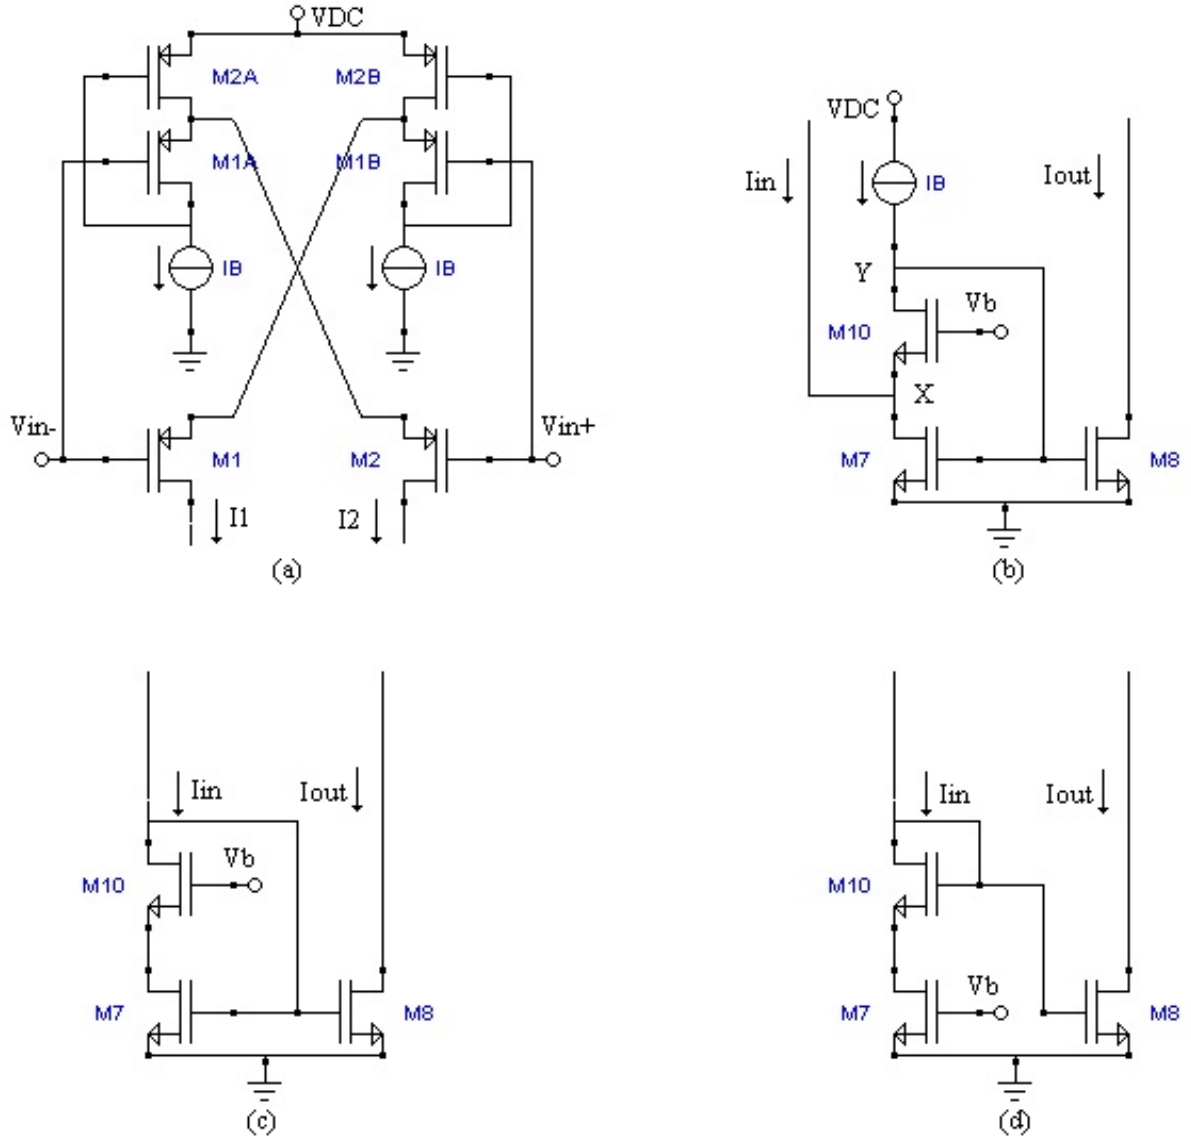 VDC
M2A M2B
M1A M1B
IB IB
Vin- Vin+
M1 M2
I1 I2
(a)
VDC
Iin IB Iout
Y
Vb
M10
X
M7 M8
(b)
Iin Iout
Vb
M10
M7 M8
(c)
Iin Iout
M10
Vb
M7 M8
(d)